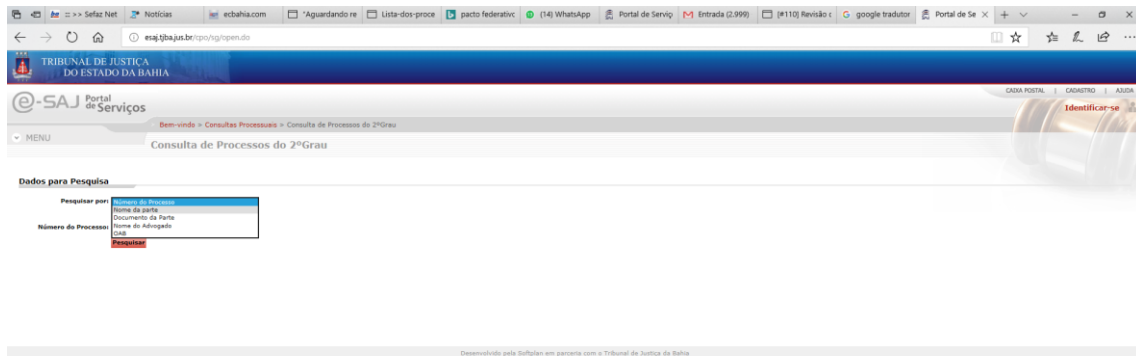 ::: >> Sefaz Net
Notícias
ecbahia.com
"Aguardando re
Lista-dos-proce
pacto federativc
(14) WhatsApp
Portal de Serviç
Entrada (2.999)
[#110] Revisão c
google tradutor
Portal de Se
esaj.tjba.jus.br/cpo/sg/open.do
TRIBUNAL DE JUSTIÇA
DO ESTADO DA BAHIA
CAIXA POSTAL | CADASTRO | AJUDA
e-SAJ Portal de Serviços
Identificar-se
Bem-vindo > Consultas Processuais > Consulta de Processos do 2ºGrau
MENU
Consulta de Processos do 2ºGrau
Dados para Pesquisa
Pesquisar por: Número do Processo
Nome da parte
Documento da Parte
Número do Processo: Nome do Advogado
OAB
Pesquisar
Desenvolvido pela Softplan em parceria com o Tribunal de Justiça da Bahia